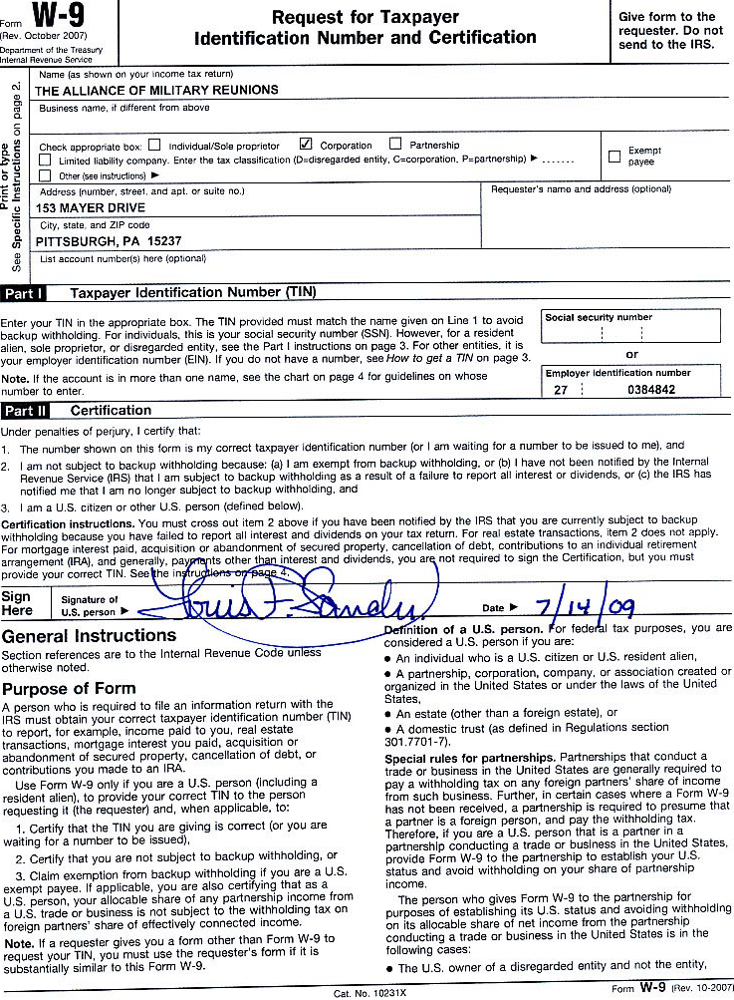 Form W-9
(Rev. October 2007)
Department of the Treasury
Internal Revenue Service
Request for Taxpayer
Identification Number and Certification
Give form to the
requester. Do not
send to the IRS.
Print or type
See Specific Instructions on page 2.
Name (as shown on your income tax return)
THE ALLIANCE OF MILITARY REUNIONS
Business name, if different from above
Check appropriate box: Individual/Sole proprietor Corporation Partnership
Limited liability company. Enter the tax classification (D=disregarded entity, C=corporation, P=partnership) ▶ .......
Other (see instructions) ▶
Exempt
payee
Address (number, street, and apt. or suite no.)
153 MAYER DRIVE
City, state, and ZIP code
PITTSBURGH, PA 15237
Requester's name and address (optional)
List account number(s) here (optional)
Part I Taxpayer Identification Number (TIN)
Enter your TIN in the appropriate box. The TIN provided must match the name given on Line 1 to avoid
backup withholding. For individuals, this is your social security number (SSN). However, for a resident
alien, sole proprietor, or disregarded entity, see the Part I instructions on page 3. For other entities, it is
your employer identification number (EIN). If you do not have a number, see How to get a TIN on page 3.
Note. If the account is in more than one name, see the chart on page 4 for guidelines on whose
number to enter.
Social security number
or
Employer identification number
27 0384842
Part II Certification
Under penalties of perjury, I certify that:
1. The number shown on this form is my correct taxpayer identification number (or I am waiting for a number to be issued to me), and
2. I am not subject to backup withholding because: (a) I am exempt from backup withholding, or (b) I have not been notified by the Internal
Revenue Service (IRS) that I am subject to backup withholding as a result of a failure to report all interest or dividends, or (c) the IRS has
notified me that I am no longer subject to backup withholding, and
3. I am a U.S. citizen or other U.S. person (defined below).
Certification instructions. You must cross out item 2 above if you have been notified by the IRS that you are currently subject to backup
withholding because you have failed to report all interest and dividends on your tax return. For real estate transactions, item 2 does not apply.
For mortgage interest paid, acquisition or abandonment of secured property, cancellation of debt, contributions to an individual retirement
arrangement (IRA), and generally, payments other than interest and dividends, you are not required to sign the Certification, but you must
provide your correct TIN. See the instructions on page 4.
Sign
Here
Signature of
U.S. person ▶
Date ▶ 7/14/09
General Instructions
Section references are to the Internal Revenue Code unless
otherwise noted.
Purpose of Form
A person who is required to file an information return with the
IRS must obtain your correct taxpayer identification number (TIN)
to report, for example, income paid to you, real estate
transactions, mortgage interest you paid, acquisition or
abandonment of secured property, cancellation of debt, or
contributions you made to an IRA.
Use Form W-9 only if you are a U.S. person (including a
resident alien), to provide your correct TIN to the person
requesting it (the requester) and, when applicable, to:
1. Certify that the TIN you are giving is correct (or you are
waiting for a number to be issued),
2. Certify that you are not subject to backup withholding, or
3. Claim exemption from backup withholding if you are a U.S.
exempt payee. If applicable, you are also certifying that as a
U.S. person, your allocable share of any partnership income from
a U.S. trade or business is not subject to the withholding tax on
foreign partners' share of effectively connected income.
Note. If a requester gives you a form other than Form W-9 to
request your TIN, you must use the requester's form if it is
substantially similar to this Form W-9.
Definition of a U.S. person. For federal tax purposes, you are
considered a U.S. person if you are:
● An individual who is a U.S. citizen or U.S. resident alien,
● A partnership, corporation, company, or association created or
organized in the United States or under the laws of the United
States,
● An estate (other than a foreign estate), or
● A domestic trust (as defined in Regulations section
301.7701-7).
Special rules for partnerships. Partnerships that conduct a
trade or business in the United States are generally required to
pay a withholding tax on any foreign partners' share of income
from such business. Further, in certain cases where a Form W-9
has not been received, a partnership is required to presume that
a partner is a foreign person, and pay the withholding tax.
Therefore, if you are a U.S. person that is a partner in a
partnership conducting a trade or business in the United States,
provide Form W-9 to the partnership to establish your U.S.
status and avoid withholding on your share of partnership
income.
The person who gives Form W-9 to the partnership for
purposes of establishing its U.S. status and avoiding withholding
on its allocable share of net income from the partnership
conducting a trade or business in the United States is in the
following cases:
● The U.S. owner of a disregarded entity and not the entity,
Cat. No. 10231X
Form W-9 (Rev. 10-2007)